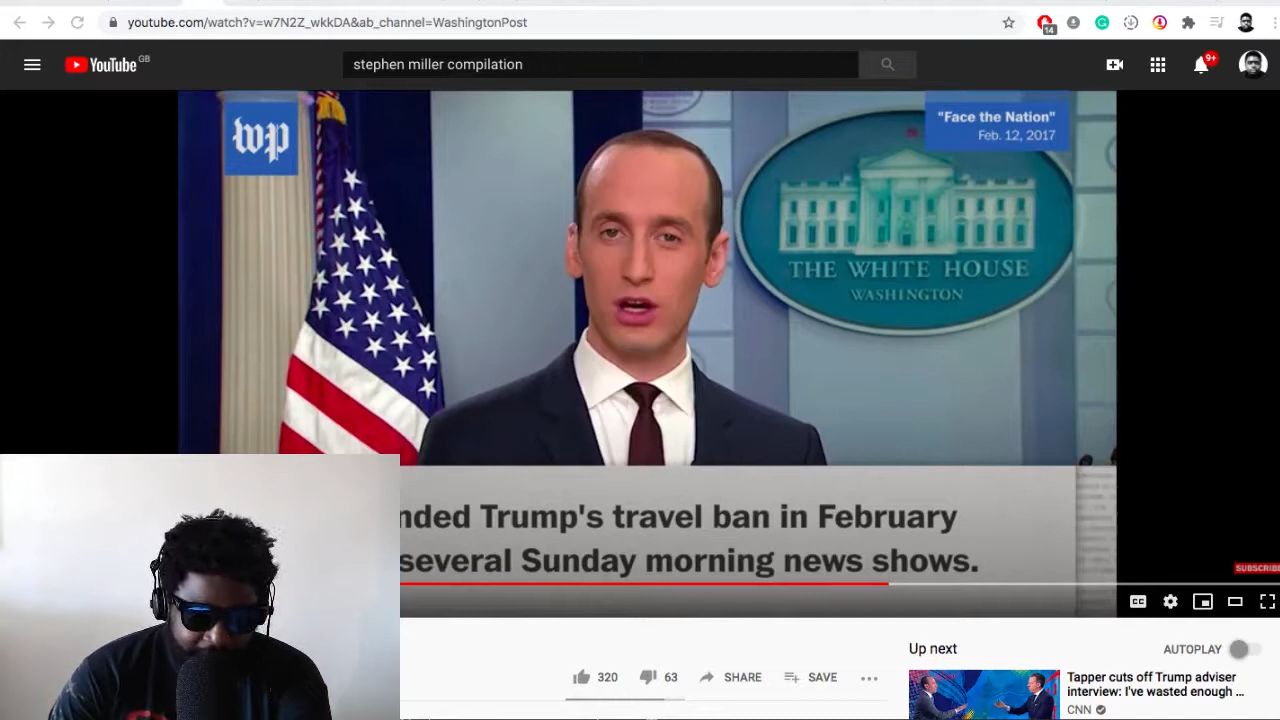 youtube.com/watch?v=w7N2Z_wkkDA&ab_channel=WashingtonPost
14
YouTube GB
stephen miller compilation
9+
wp
"Face the Nation"
Feb. 12, 2017
THE WHITE HOUSE
WASHINGTON
nded Trump's travel ban in February
several Sunday morning news shows.
SUBSCRIBE
CC
320
63
SHARE
SAVE
Up next
AUTOPLAY
Tapper cuts off Trump adviser
interview: I've wasted enough ...
CNN